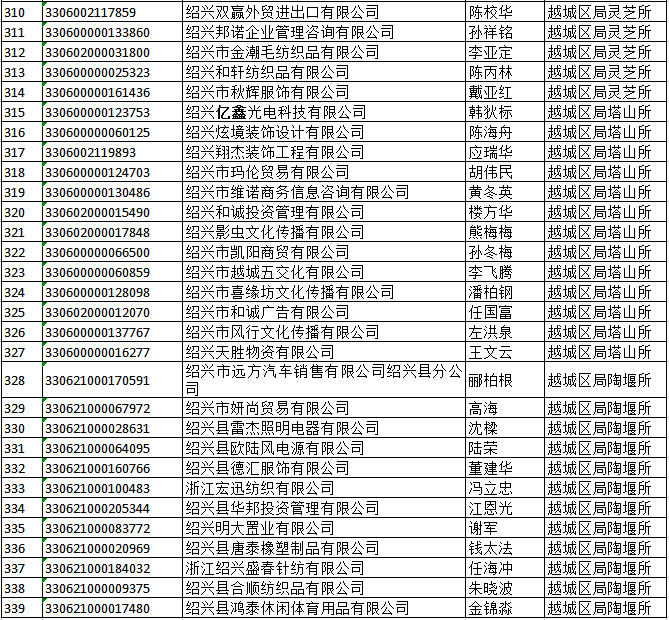 310 3306002117859 绍兴双赢外贸进出口有限公司 陈校华 越城区局灵芝所
311 330600000133860 绍兴邦诺企业管理咨询有限公司 孙祥铭 越城区局灵芝所
312 330602000031800 绍兴市金潮毛纺织品有限公司 李亚定 越城区局灵芝所
313 330600000025323 绍兴和轩纺织品有限公司 陈丙林 越城区局灵芝所
314 330600000161436 绍兴市秋辉服饰有限公司 戴亚红 越城区局灵芝所
315 330600000123753 绍兴亿鑫光电科技有限公司 韩狄标 越城区局塔山所
316 330600000060125 绍兴炫境装饰设计有限公司 陈海舟 越城区局塔山所
317 3306002119893 绍兴翔杰装饰工程有限公司 应瑞华 越城区局塔山所
318 330600000124703 绍兴市玛伦贸易有限公司 胡伟民 越城区局塔山所
319 330600000130486 绍兴市维诺商务信息咨询有限公司 黄冬英 越城区局塔山所
320 330602000015490 绍兴和诚投资管理有限公司 楼方华 越城区局塔山所
321 330602000017848 绍兴影虫文化传播有限公司 熊梅梅 越城区局塔山所
322 330600000066500 绍兴市凯阳商贸有限公司 孙冬梅 越城区局塔山所
323 330600000060859 绍兴市越城五交化有限公司 李飞腾 越城区局塔山所
324 330600000128098 绍兴市喜缘坊文化传播有限公司 潘柏钢 越城区局塔山所
325 330602000012070 绍兴市和诚广告有限公司 任国富 越城区局塔山所
326 330600000137767 绍兴市风行文化传播有限公司 左洪泉 越城区局塔山所
327 330600000016277 绍兴天胜物资有限公司 王文云 越城区局塔山所
328 330621000170591 绍兴市远方汽车销售有限公司绍兴县分公司 郦柏根 越城区局陶堰所
329 330621000067972 绍兴市妍尚贸易有限公司 高海 越城区局陶堰所
330 330621000028631 绍兴县雷杰照明电器有限公司 沈樑 越城区局陶堰所
331 330621000064095 绍兴县欧陆风电源有限公司 陆荣 越城区局陶堰所
332 330621000160766 绍兴县德汇服饰有限公司 董建华 越城区局陶堰所
333 330621000100483 浙江宏迅纺织有限公司 冯立忠 越城区局陶堰所
334 330621000205344 绍兴县华邦投资管理有限公司 江恩光 越城区局陶堰所
335 330621000083772 绍兴明大置业有限公司 谢军 越城区局陶堰所
336 330621000020969 绍兴县唐泰橡塑制品有限公司 钱太法 越城区局陶堰所
337 330621000184032 浙江绍兴盛春针纺有限公司 任海冲 越城区局陶堰所
338 330621000009375 绍兴县合顺纺织品有限公司 朱晓波 越城区局陶堰所
339 330621000017480 绍兴县鸿泰休闲体育用品有限公司 金锦淼 越城区局陶堰所